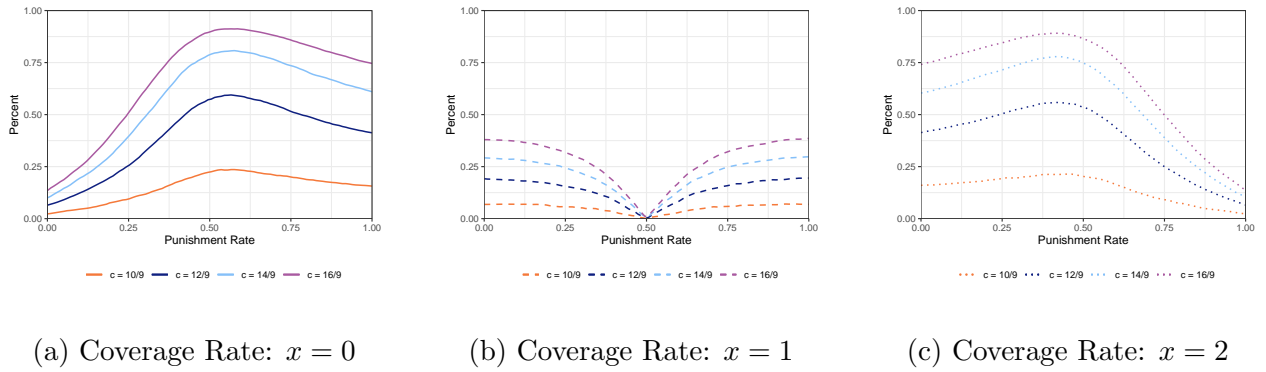 1.00
0.75
0.50
0.25
0.00
Percent
0.00 0.25 0.50 0.75 1.00
Punishment Rate
c = 10/9 c = 12/9 c = 14/9 c = 16/9
(a) Coverage Rate: x = 0
1.00
0.75
0.50
0.25
0.00
Percent
0.00 0.25 0.50 0.75 1.00
Punishment Rate
c = 10/9 c = 12/9 c = 14/9 c = 16/9
(b) Coverage Rate: x = 1
1.00
0.75
0.50
0.25
0.00
Percent
0.00 0.25 0.50 0.75 1.00
Punishment Rate
c = 10/9 c = 12/9 c = 14/9 c = 16/9
(c) Coverage Rate: x = 2